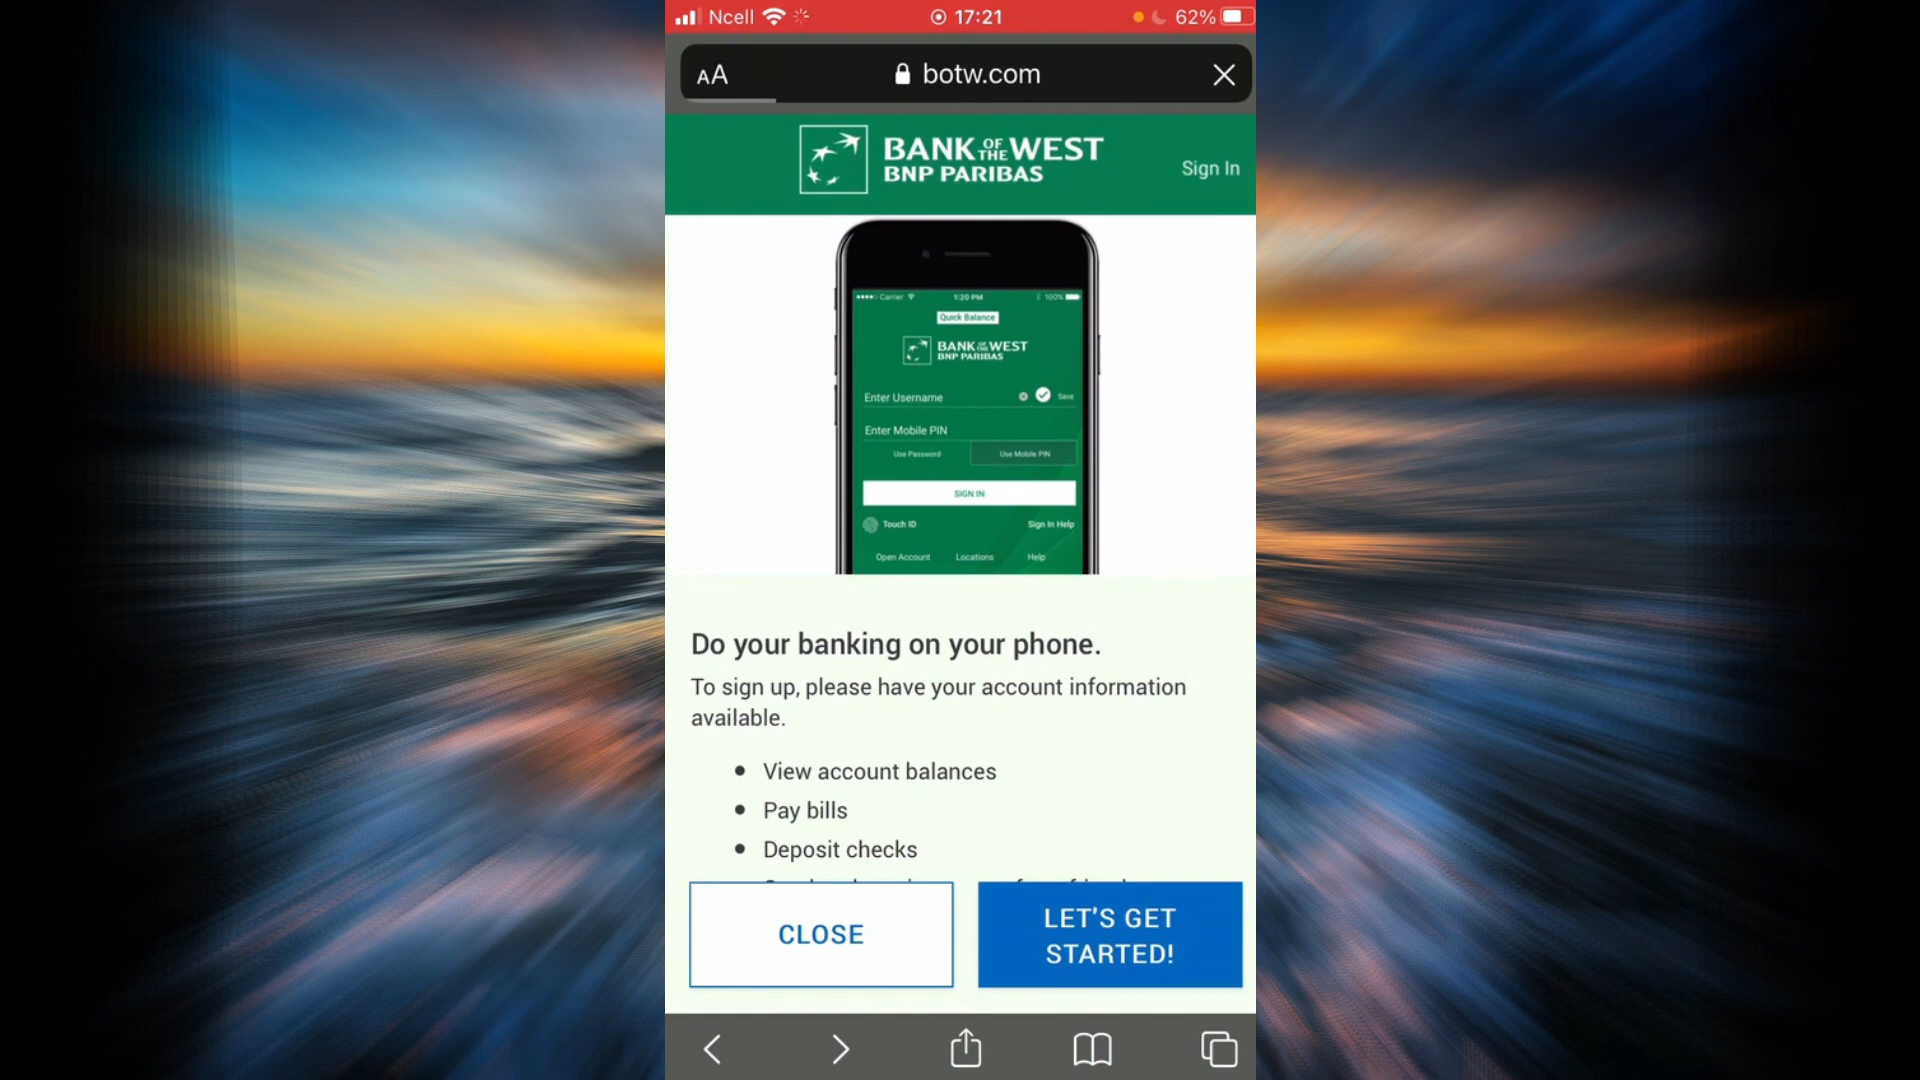 Ncell 17:21 62%
AA botw.com
BANK OF THE WEST
BNP PARIBAS
Sign In
Carrier 1:20 PM 100%
Quick Balance
BANK OF THE WEST
BNP PARIBAS
Enter Username Save
Enter Mobile PIN
Use Password Use Mobile PIN
SIGN IN
Touch ID Sign In Help
Open Account Locations Help
Do your banking on your phone.
To sign up, please have your account information
available.
• View account balances
• Pay bills
• Deposit checks
CLOSE
LET'S GET
STARTED!